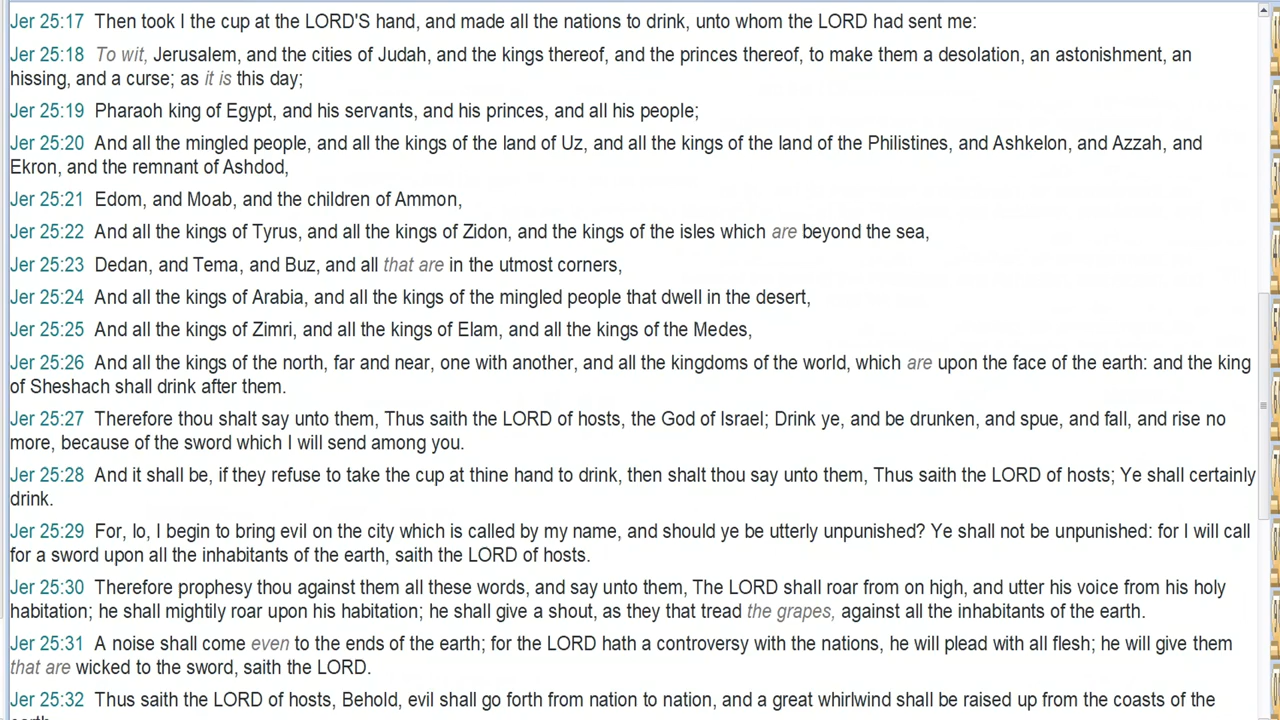 Jer 25:17 Then took I the cup at the LORD'S hand, and made all the nations to drink, unto whom the LORD had sent me:
Jer 25:18 To wit, Jerusalem, and the cities of Judah, and the kings thereof, and the princes thereof, to make them a desolation, an astonishment, an
hissing, and a curse; as it is this day;
Jer 25:19 Pharaoh king of Egypt, and his servants, and his princes, and all his people;
Jer 25:20 And all the mingled people, and all the kings of the land of Uz, and all the kings of the land of the Philistines, and Ashkelon, and Azzah, and
Ekron, and the remnant of Ashdod,
Jer 25:21 Edom, and Moab, and the children of Ammon,
Jer 25:22 And all the kings of Tyrus, and all the kings of Zidon, and the kings of the isles which are beyond the sea,
Jer 25:23 Dedan, and Tema, and Buz, and all that are in the utmost corners,
Jer 25:24 And all the kings of Arabia, and all the kings of the mingled people that dwell in the desert,
Jer 25:25 And all the kings of Zimri, and all the kings of Elam, and all the kings of the Medes,
Jer 25:26 And all the kings of the north, far and near, one with another, and all the kingdoms of the world, which are upon the face of the earth: and the king
of Sheshach shall drink after them.
Jer 25:27 Therefore thou shalt say unto them, Thus saith the LORD of hosts, the God of Israel; Drink ye, and be drunken, and spue, and fall, and rise no
more, because of the sword which I will send among you.
Jer 25:28 And it shall be, if they refuse to take the cup at thine hand to drink, then shalt thou say unto them, Thus saith the LORD of hosts; Ye shall certainly
drink.
Jer 25:29 For, lo, I begin to bring evil on the city which is called by my name, and should ye be utterly unpunished? Ye shall not be unpunished: for I will call
for a sword upon all the inhabitants of the earth, saith the LORD of hosts.
Jer 25:30 Therefore prophesy thou against them all these words, and say unto them, The LORD shall roar from on high, and utter his voice from his holy
habitation; he shall mightily roar upon his habitation; he shall give a shout, as they that tread the grapes, against all the inhabitants of the earth.
Jer 25:31 A noise shall come even to the ends of the earth; for the LORD hath a controversy with the nations, he will plead with all flesh; he will give them
that are wicked to the sword, saith the LORD.
Jer 25:32 Thus saith the LORD of hosts, Behold, evil shall go forth from nation to nation, and a great whirlwind shall be raised up from the coasts of the